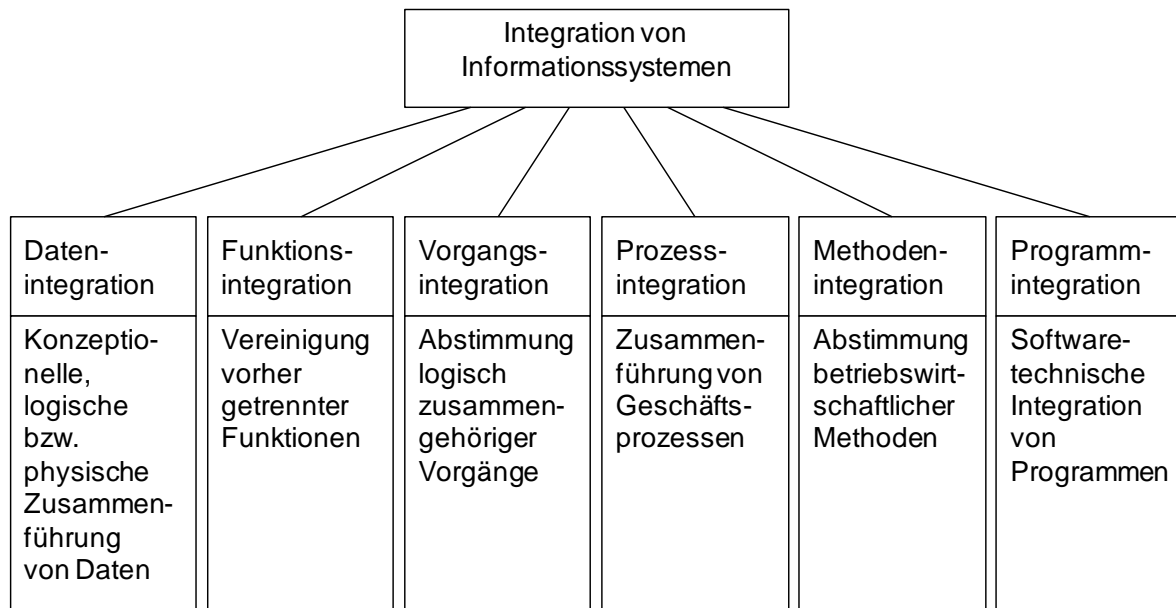 Integration von
Informationssystemen
Daten-
integration
Konzeptio-
nelle,
logische
bzw.
physische
Zusammen-
führung
von Daten
Funktions-
integration
Vereinigung
vorher
getrennter
Funktionen
Vorgangs-
integration
Abstimmung
logisch
zusammen-
gehöriger
Vorgänge
Prozess-
integration
Zusammen-
führung von
Geschäfts-
prozessen
Methoden-
integration
Abstimmung
betriebswirt-
schaftlicher
Methoden
Programm-
integration
Software-
technische
Integration
von
Programmen